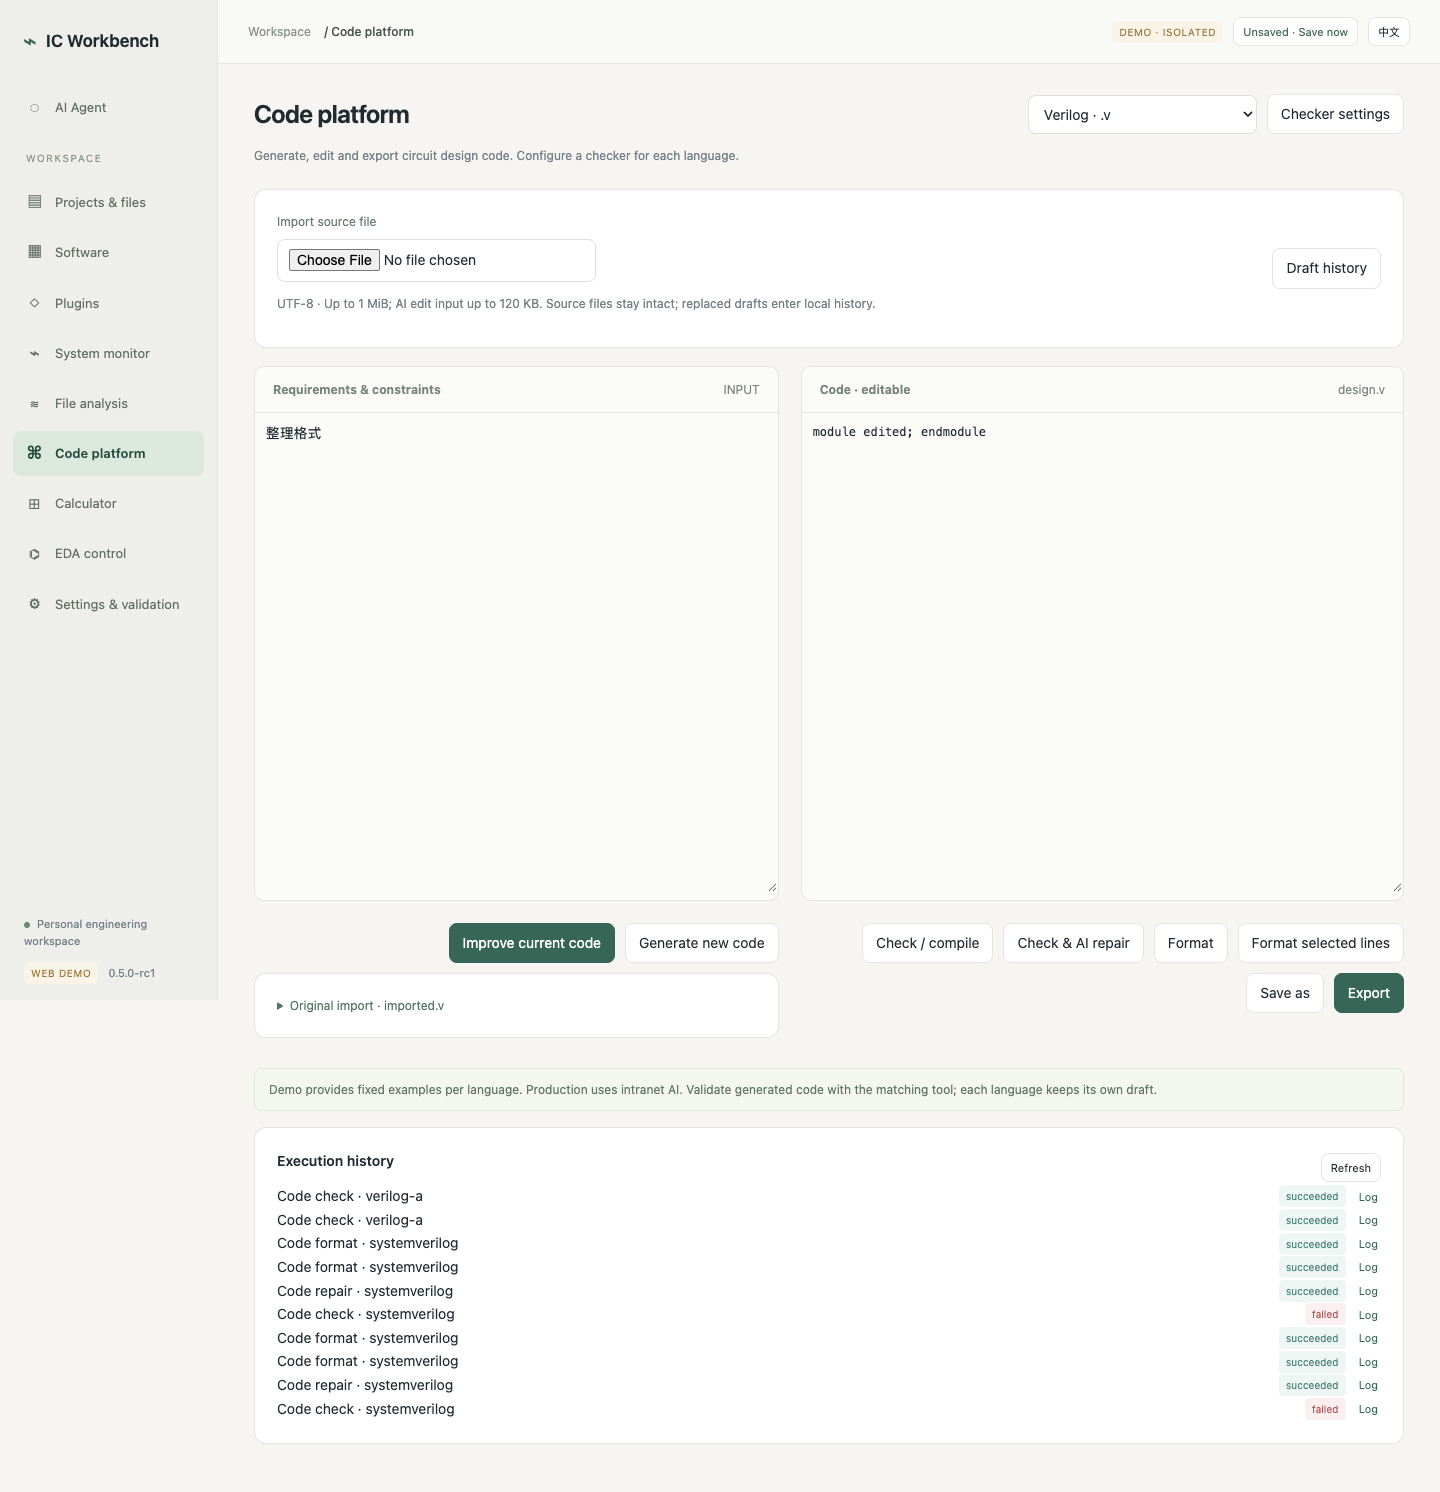 IC Workbench
AI Agent
WORKSPACE
Projects & files
Software
Plugins
System monitor
File analysis
Code platform
Calculator
EDA control
Settings & validation
Personal engineering
workspace
WEB DEMO 0.5.0-rc1
Workspace / Code platform
DEMO · ISOLATED
Unsaved · Save now
中文
Code platform
Verilog · .v
Checker settings
Generate, edit and export circuit design code. Configure a checker for each language.
Import source file
Choose File No file chosen
Draft history
UTF-8 · Up to 1 MiB; AI edit input up to 120 KB. Source files stay intact; replaced drafts enter local history.
Requirements & constraints INPUT
整理格式
Code · editable design.v
module edited; endmodule
Improve current code
Generate new code
Check / compile
Check & AI repair
Format
Format selected lines
Save as
Export
Original import · imported.v
Demo provides fixed examples per language. Production uses intranet AI. Validate generated code with the matching tool; each language keeps its own draft.
Execution history
Refresh
Code check · verilog-a succeeded Log
Code check · verilog-a succeeded Log
Code format · systemverilog succeeded Log
Code format · systemverilog succeeded Log
Code repair · systemverilog succeeded Log
Code check · systemverilog failed Log
Code format · systemverilog succeeded Log
Code format · systemverilog succeeded Log
Code repair · systemverilog succeeded Log
Code check · systemverilog failed Log